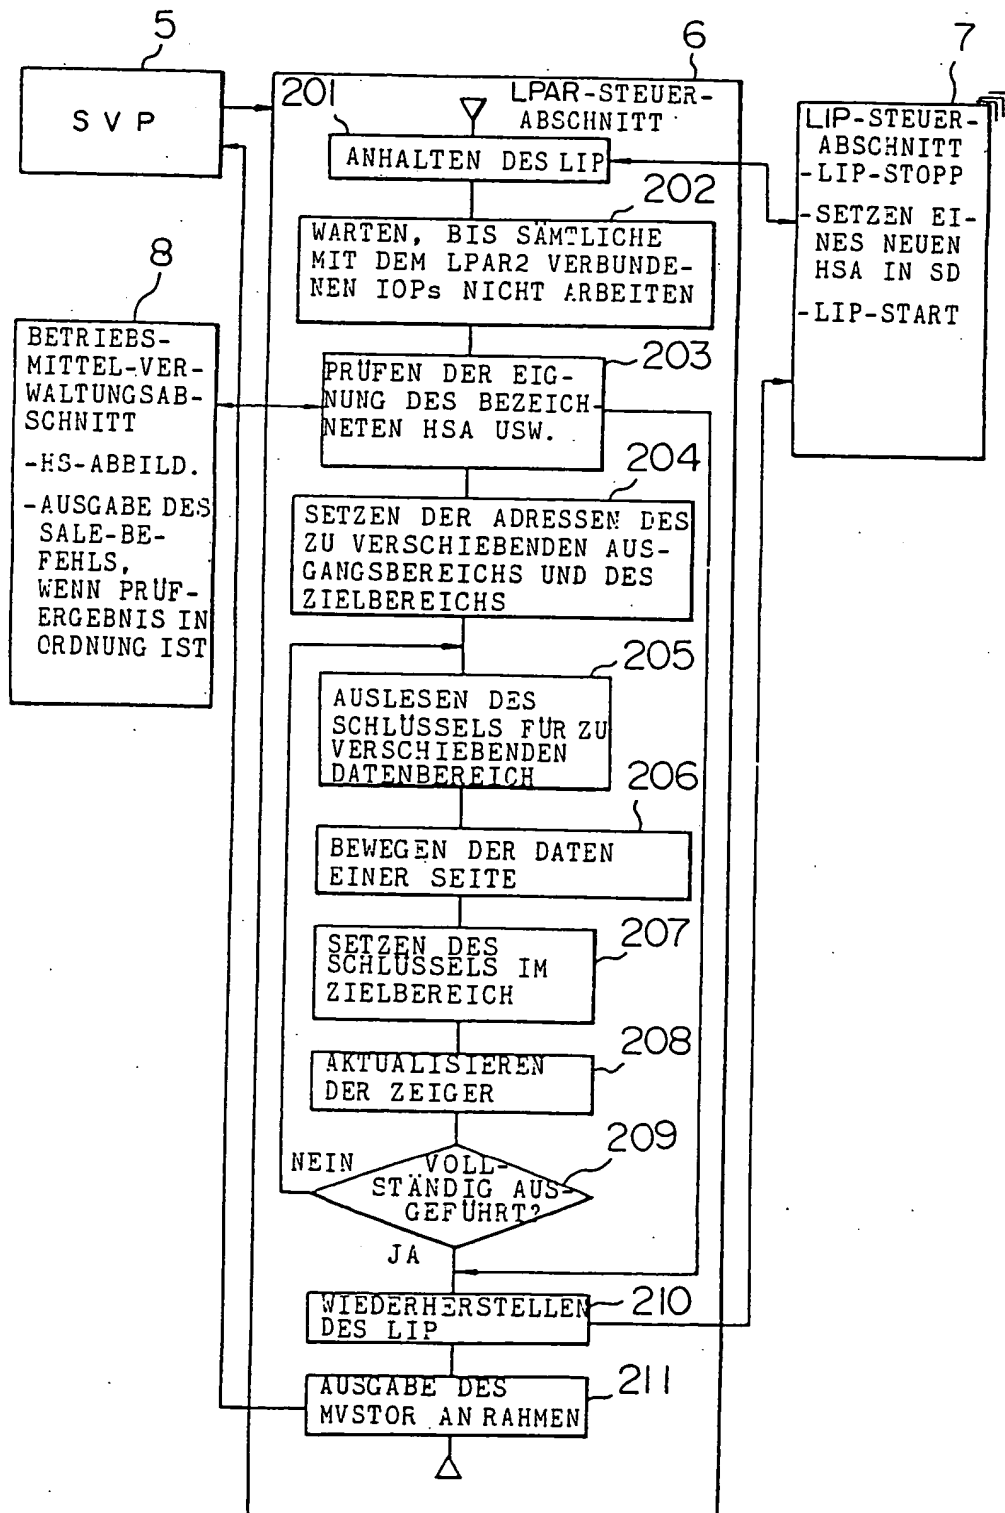 5
SVP
6
201
LPAR-STEUER-
ABSCHNITT
ANHALTEN DES LIP
7
LIP-STEUER-
ABSCHNITT
-LIP-STOPP
-SETZEN EI-
NES NEUEN
HSA IN SD
-LIP-START
202
WARTEN, BIS SÄMTLICHE
MIT DEM LPAR2 VERBUNDE-
NEN IOPs NICHT ARBEITEN
8
BETRIEBS-
MITTEL-VER-
WALTUNGSAB-
SCHNITT
-HS-ABBILD.
-AUSGABE DES
SALE-BE-
FEHLS,
WENN PRÜF-
ERGEBNIS IN
ORDNUNG IST
203
PRÜFEN DER EIG-
NUNG DES BEZEICH-
NETEN HSA USW.
204
SETZEN DER ADRESSEN DES
ZU VERSCHIEBENDEN AUS-
GANGSBEREICHS UND DES
ZIELBEREICHS
205
AUSLESEN DES
SCHLÜSSELS FÜR ZU
VERSCHIEBENDEN
DATENBEREICH
206
BEWEGEN DER DATEN
EINER SEITE
207
SETZEN DES
SCHLÜSSELS IM
ZIELBEREICH
208
AKTUALISIEREN
DER ZEIGER
209
NEIN
VOLL-
STÄNDIG AUS-
GEFÜHRT?
JA
210
WIEDERHERSTELLEN
DES LIP
211
AUSGABE DES
MVSTOR AN RAHMEN